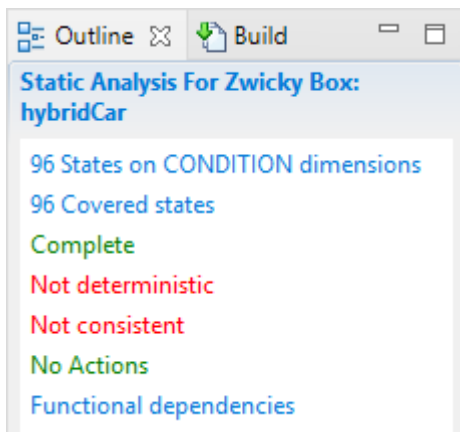 Outline Build
Static Analysis For Zwicky Box:
hybridCar
96 States on CONDITION dimensions
96 Covered states
Complete
Not deterministic
Not consistent
No Actions
Functional dependencies